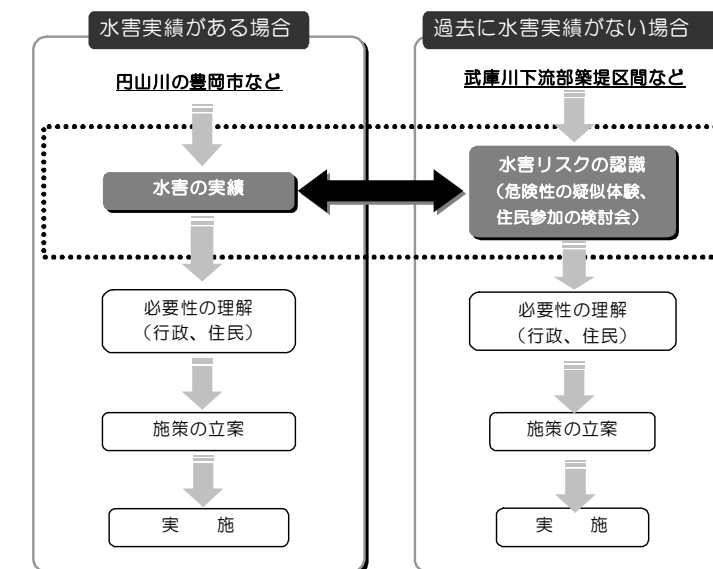 水害実績がある場合
円山川の豊岡市など
水害の実績
必要性の理解
（行政、住民）
施策の立案
実　施
過去に水害実績がない場合
武庫川下流部築堤区間など
水害リスクの認識
（危険性の疑似体験、
住民参加の検討会）
必要性の理解
（行政、住民）
施策の立案
実　施